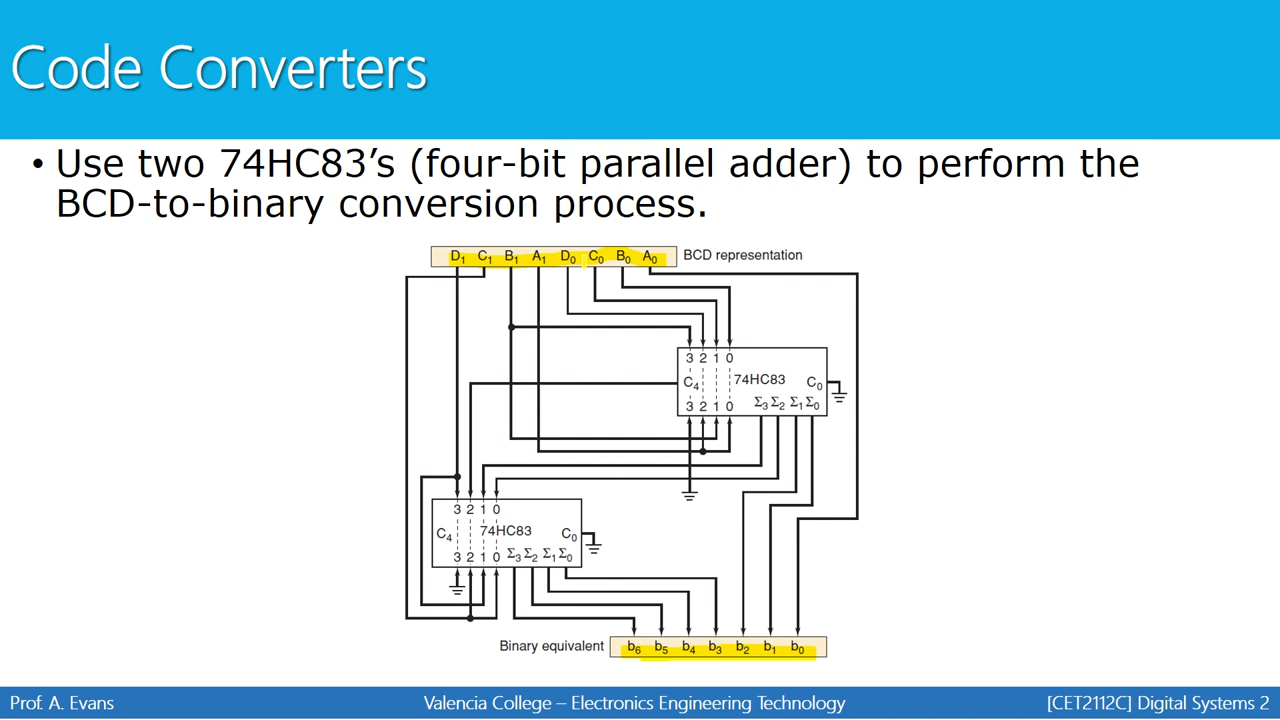 Code Converters
• Use two 74HC83’s (four-bit parallel adder) to perform the
BCD-to-binary conversion process.
D₁ C₁ B₁ A₁ D₀ C₀ B₀ A₀ BCD representation
3 2 1 0
C₄ 74HC83 C₀
3 2 1 0 Σ₃ Σ₂ Σ₁ Σ₀
3 2 1 0
C₄ 74HC83 C₀
3 2 1 0 Σ₃ Σ₂ Σ₁ Σ₀
Binary equivalent b₆ b₅ b₄ b₃ b₂ b₁ b₀
Prof. A. Evans Valencia College – Electronics Engineering Technology [CET2112C] Digital Systems 2